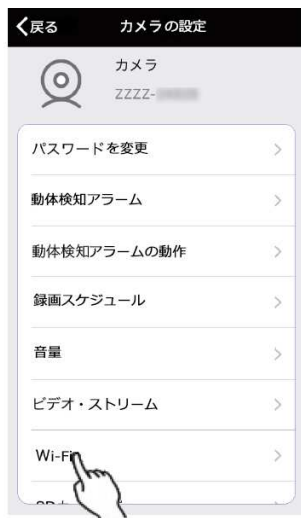 戻る
カメラの設定
カメラ
ZZZZ-
パスワードを変更
動体検知アラーム
動体検知アラームの動作
録画スケジュール
音量
ビデオ・ストリーム
Wi-Fi